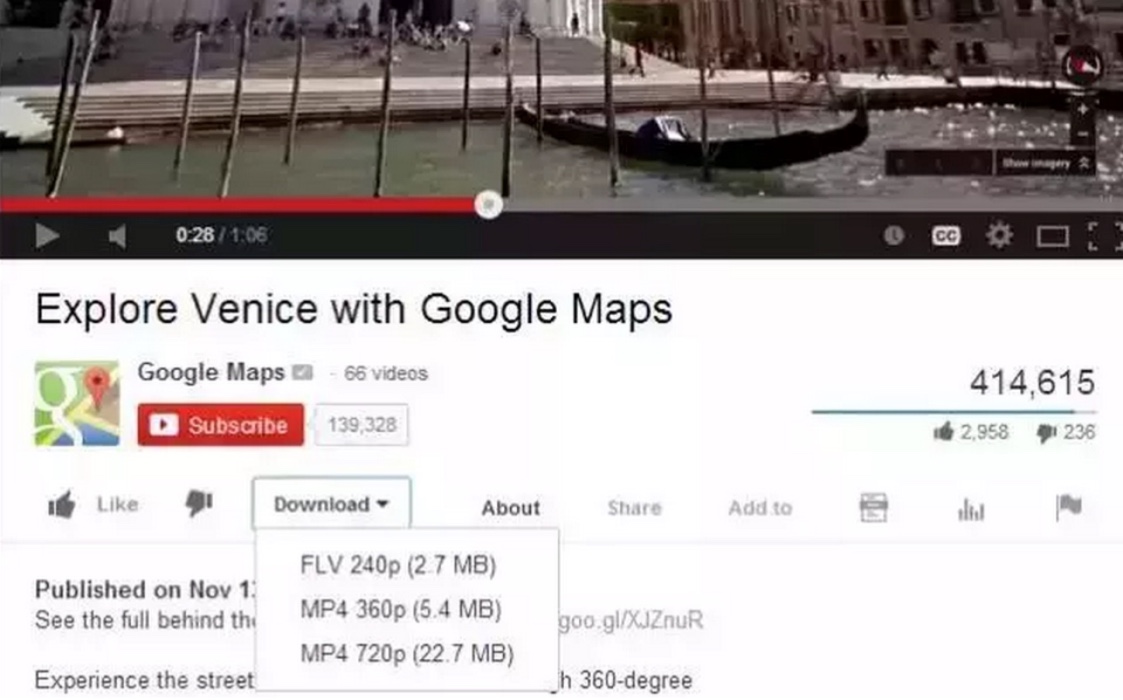 Show imagery
0:28 / 1:06
CC
Explore Venice with Google Maps
Google Maps - 66 videos
Subscribe 139,328
414,615
2,958 236
Like Download About Share Add to
FLV 240p (2.7 MB)
MP4 360p (5.4 MB)
MP4 720p (22.7 MB)
Published on Nov 1
See the full behind th goo.gl/XJZnuR
Experience the street h 360-degree